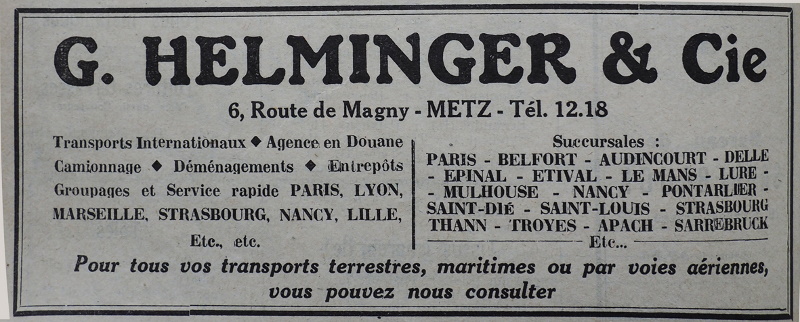 G. HELMINGER & Cie
6, Route de Magny - METZ - Tél. 12.18
Transports Internationaux ◆ Agence en Douane
Camionnage ◆ Déménagements ◆ Entrepôts
Groupages et Service rapide PARIS, LYON,
MARSEILLE, STRASBOURG, NANCY, LILLE,
Etc., etc.
Succursales :
PARIS - BELFORT - AUDINCOURT - DELLE
- EPINAL - ETIVAL - LE MANS - LURE -
- MULHOUSE - NANCY - PONTARLIER -
SAINT-DIÉ - SAINT-LOUIS - STRASBOURG
THANN - TROYES - APACH - SARREBRUCK
Etc...
Pour tous vos transports terrestres, maritimes ou par voies aériennes,
vous pouvez nous consulter